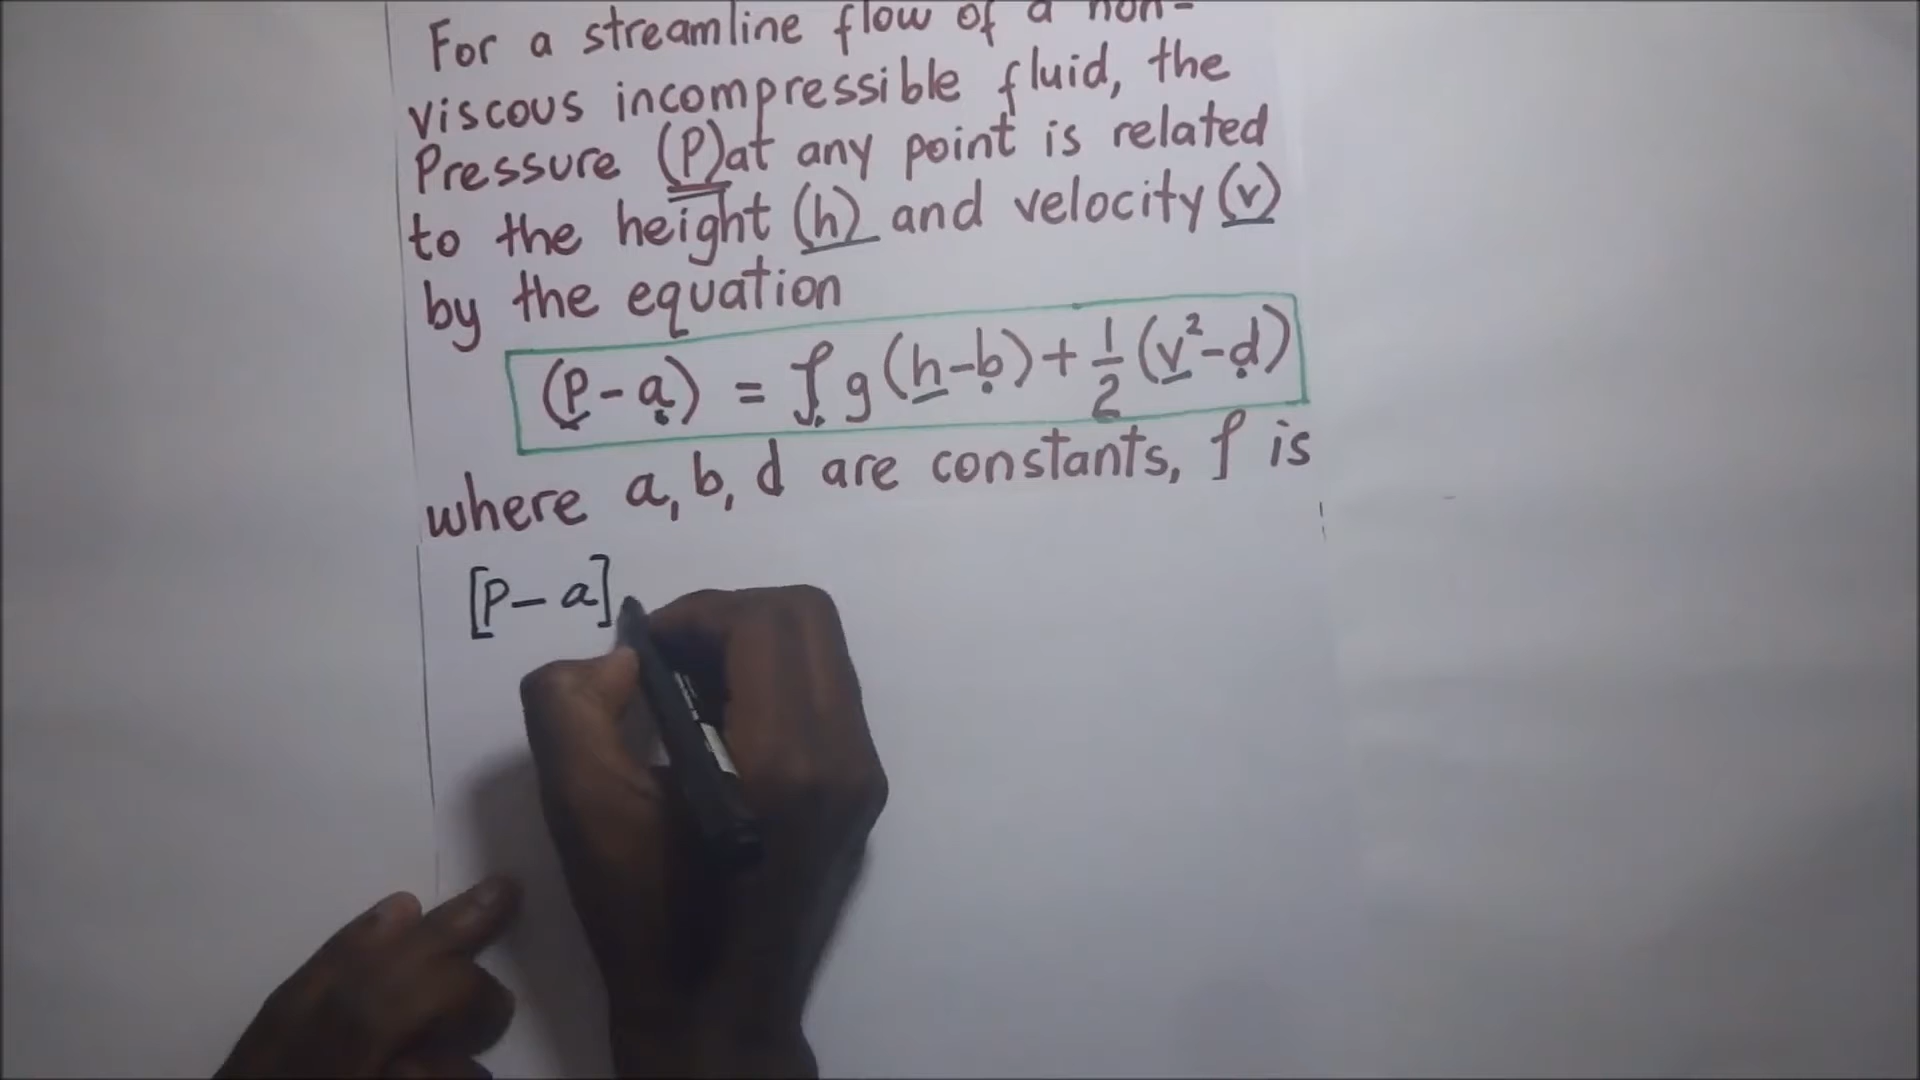 For a streamline flow of a non-
viscous incompressible fluid, the
Pressure (P) at any point is related
to the height (h) and velocity (v)
by the equation
(P - a) = ρg(h-b) + 1/2 (v²-d)
where a, b, d are constants, ρ is
[P - a]